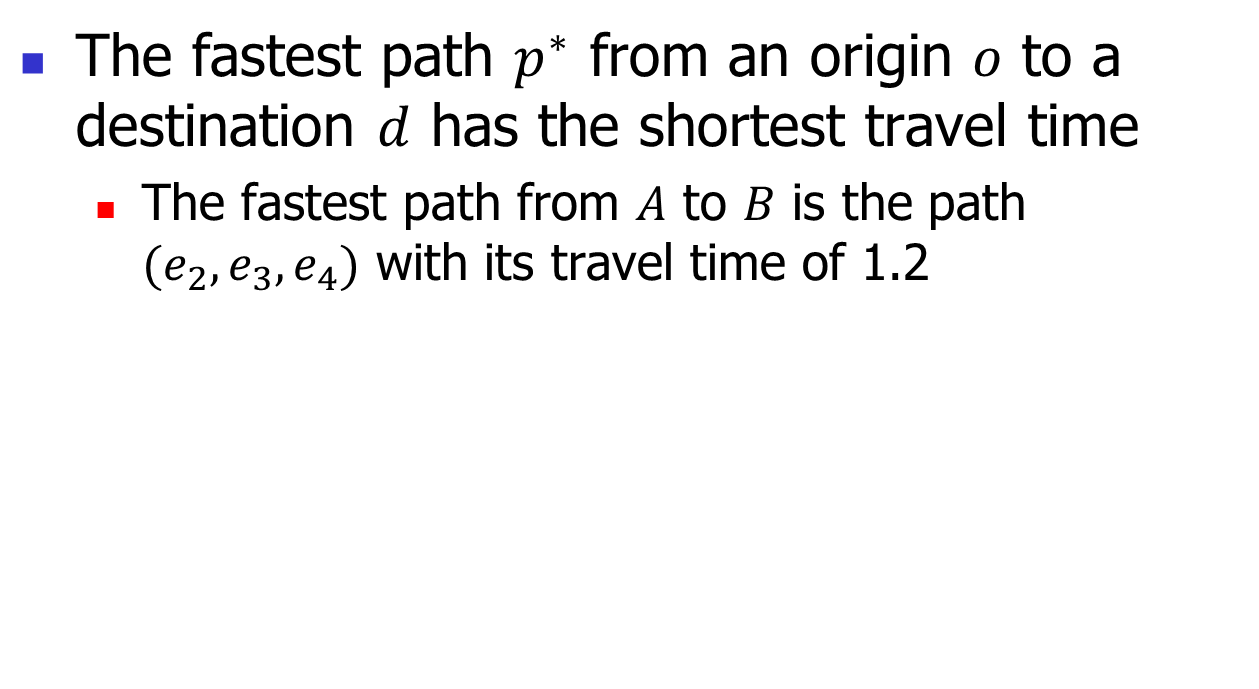 The fastest path 𝑝* from an origin 𝑜 to a
destination 𝑑 has the shortest travel time
The fastest path from 𝐴 to 𝐵 is the path
(𝑒₂, 𝑒₃, 𝑒₄) with its travel time of 1.2